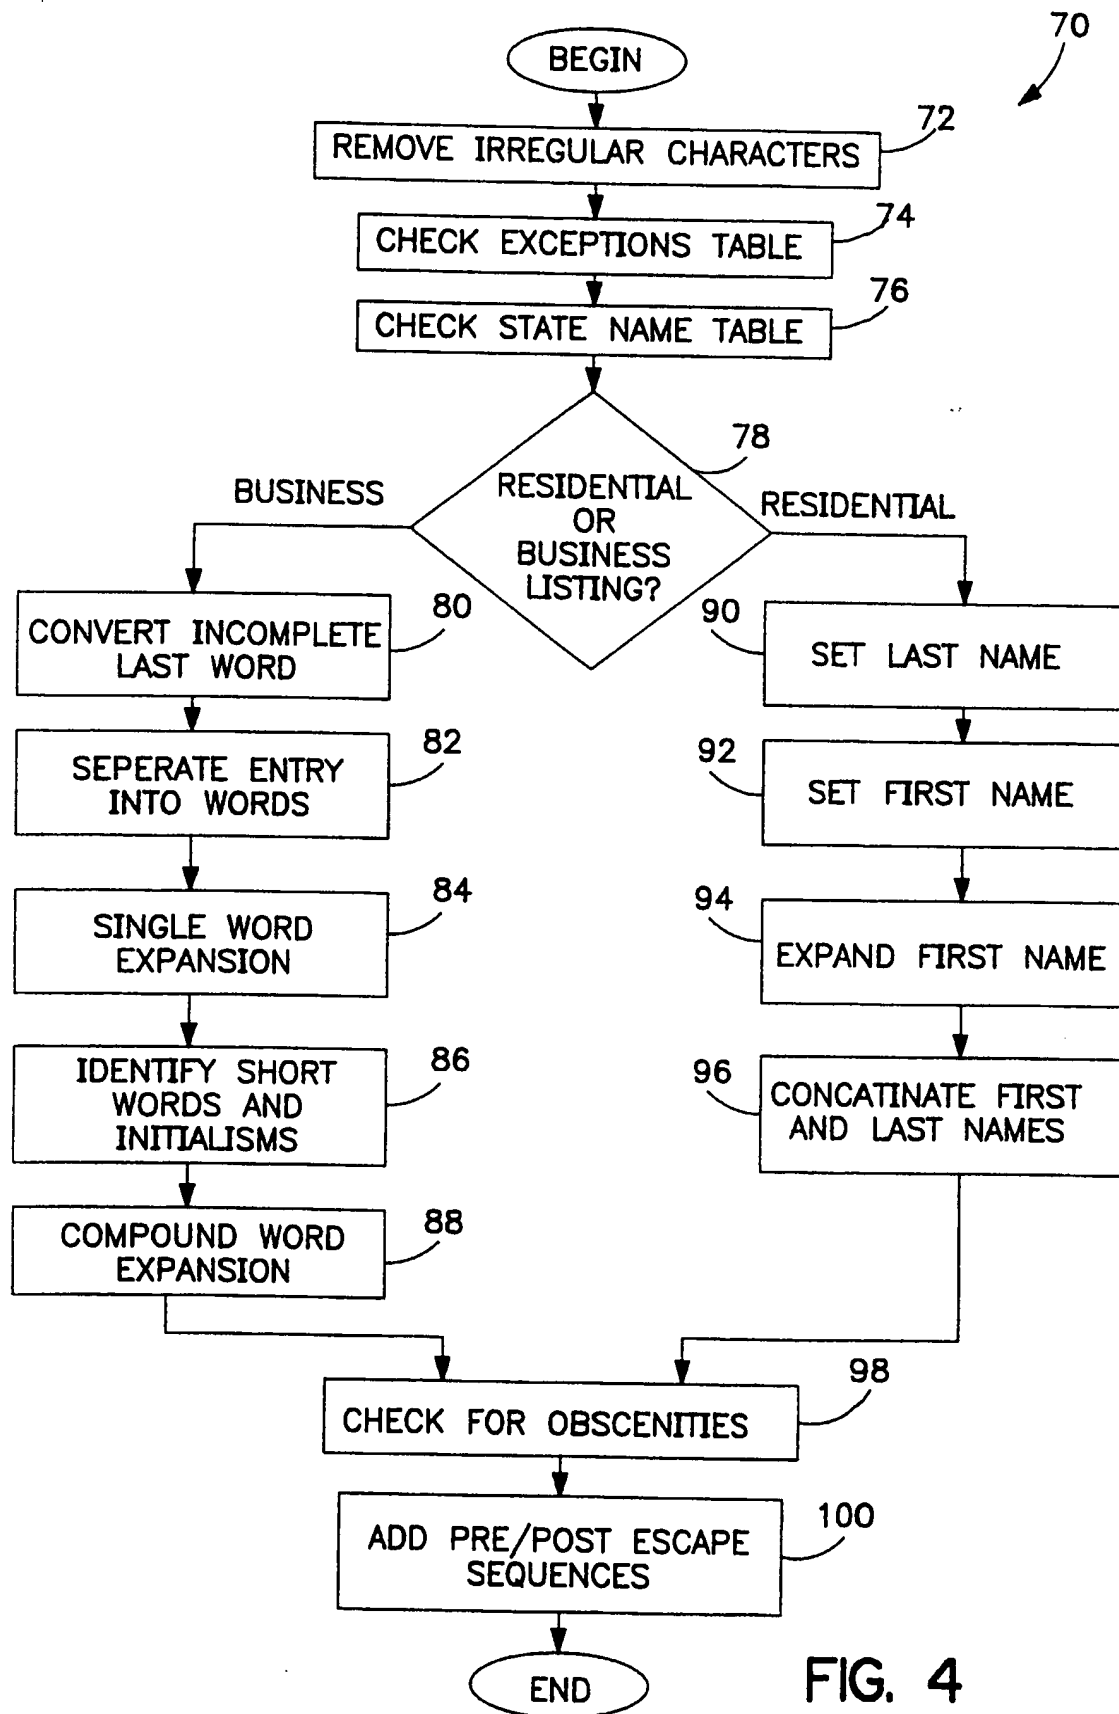 70
BEGIN
72
REMOVE IRREGULAR CHARACTERS
74
CHECK EXCEPTIONS TABLE
76
CHECK STATE NAME TABLE
78
RESIDENTIAL
OR
BUSINESS
LISTING?
BUSINESS
RESIDENTIAL
80
CONVERT INCOMPLETE
LAST WORD
82
SEPERATE ENTRY
INTO WORDS
84
SINGLE WORD
EXPANSION
86
IDENTIFY SHORT
WORDS AND
INITIALISMS
88
COMPOUND WORD
EXPANSION
90
SET LAST NAME
92
SET FIRST NAME
94
EXPAND FIRST NAME
96
CONCATINATE FIRST
AND LAST NAMES
98
CHECK FOR OBSCENITIES
100
ADD PRE/POST ESCAPE
SEQUENCES
END
FIG. 4